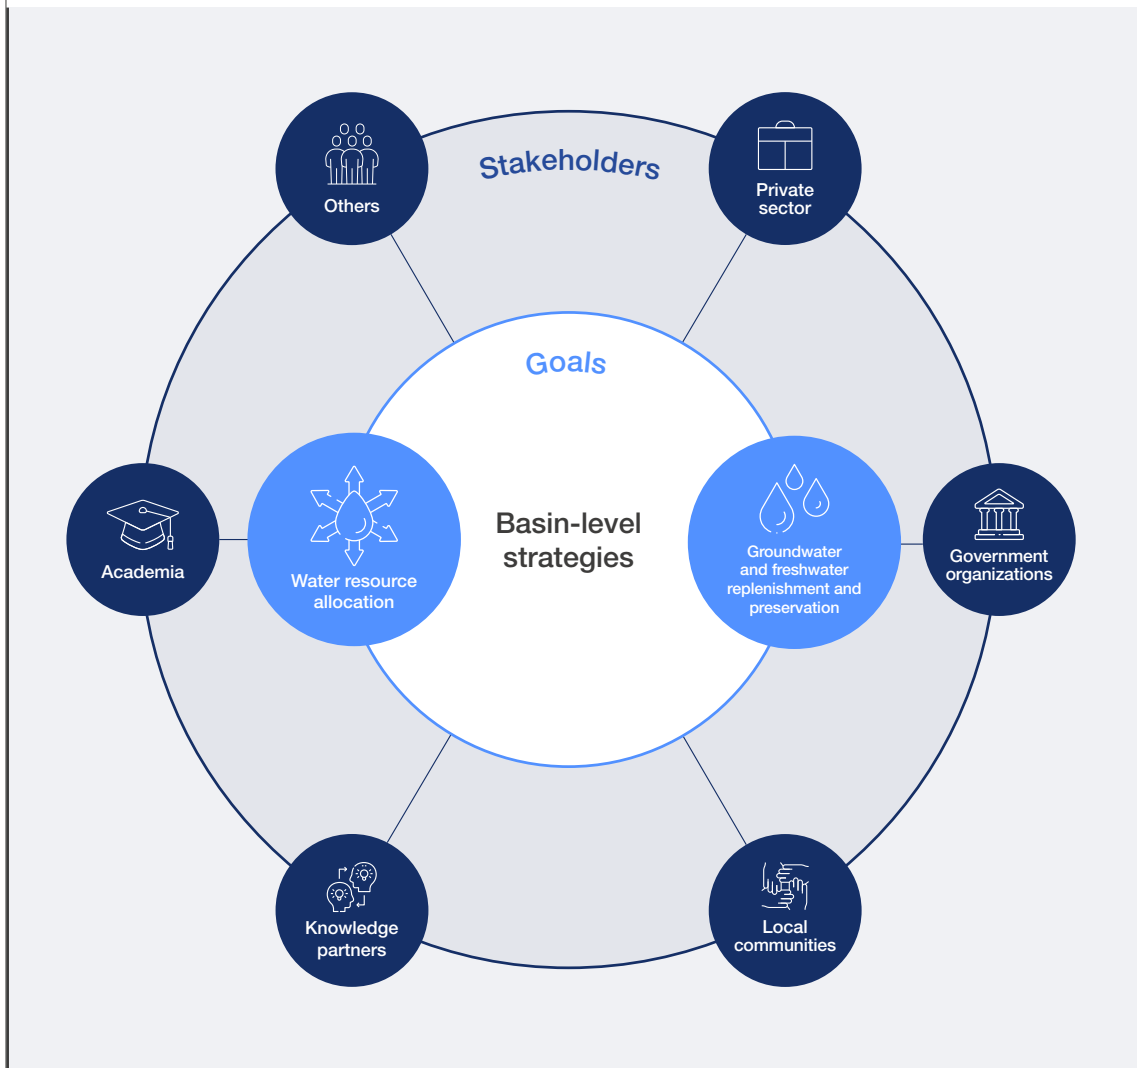 Others
Stakeholders
Private
sector
Goals
Academia
Water resource
allocation
Basin-level
strategies
Groundwater
and freshwater
replenishment and
preservation
Government
organizations
Knowledge
partners
Local
communities